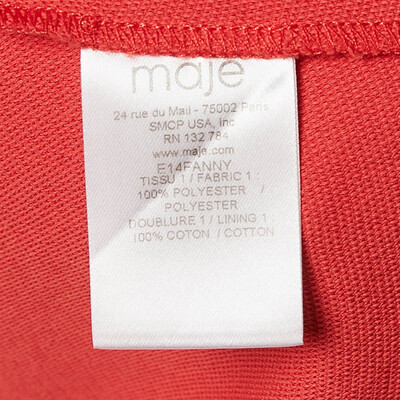 maje
24 rue du Mail - 75002 Paris
SMCP USA, Inc
RN 132 784
www.maje.com
E14FANNY
TISSU 1 / FABRIC 1 :
100% POLYESTER /
POLYESTER
DOUBLURE 1 / LINING 1 :
100% COTON / COTTON